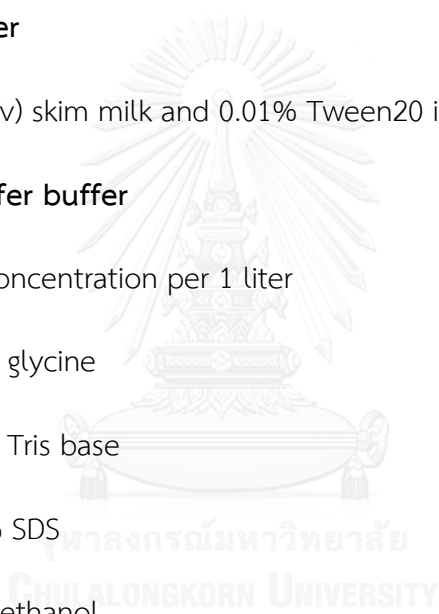 er
v) skim milk and 0.01% Tween20 i
fer buffer
oncentration per 1 liter
glycine
Tris base
SDS
จุฬาลงกรณ์มหาวิทยาลัย
CHULALONGKORN UNIVERSITY
ethanol